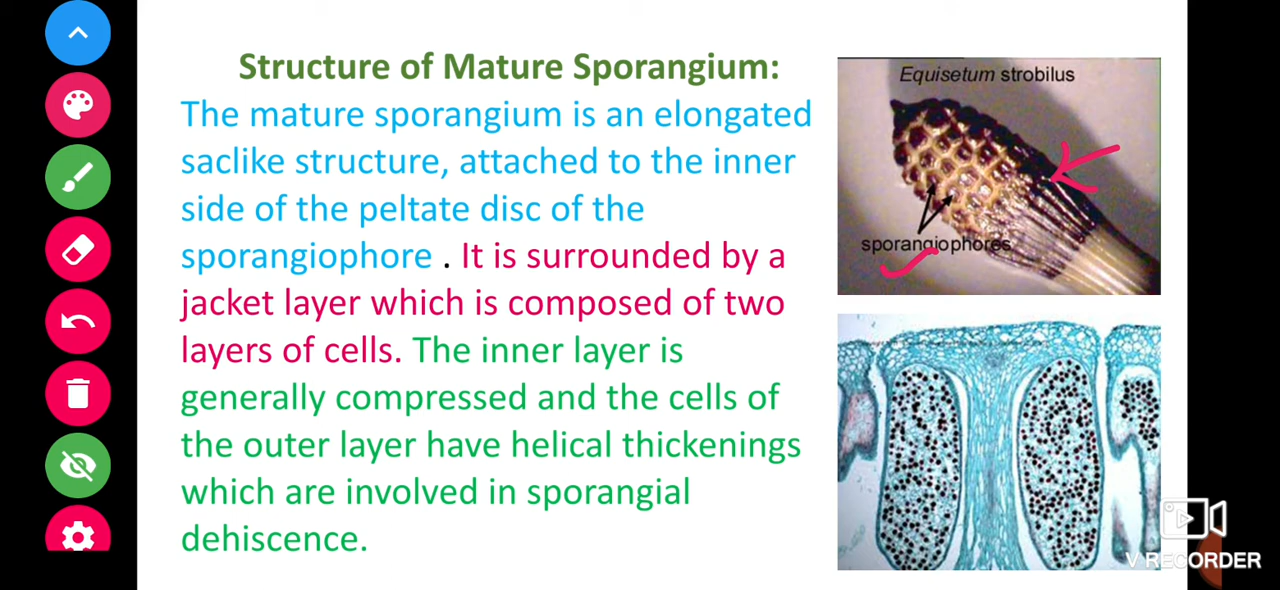 Structure of Mature Sporangium:
The mature sporangium is an elongated
saclike structure, attached to the inner
side of the peltate disc of the
sporangiophore . It is surrounded by a
jacket layer which is composed of two
layers of cells. The inner layer is
generally compressed and the cells of
the outer layer have helical thickenings
which are involved in sporangial
dehiscence.
Equisetum strobilus
sporangiophores
V RECORDER